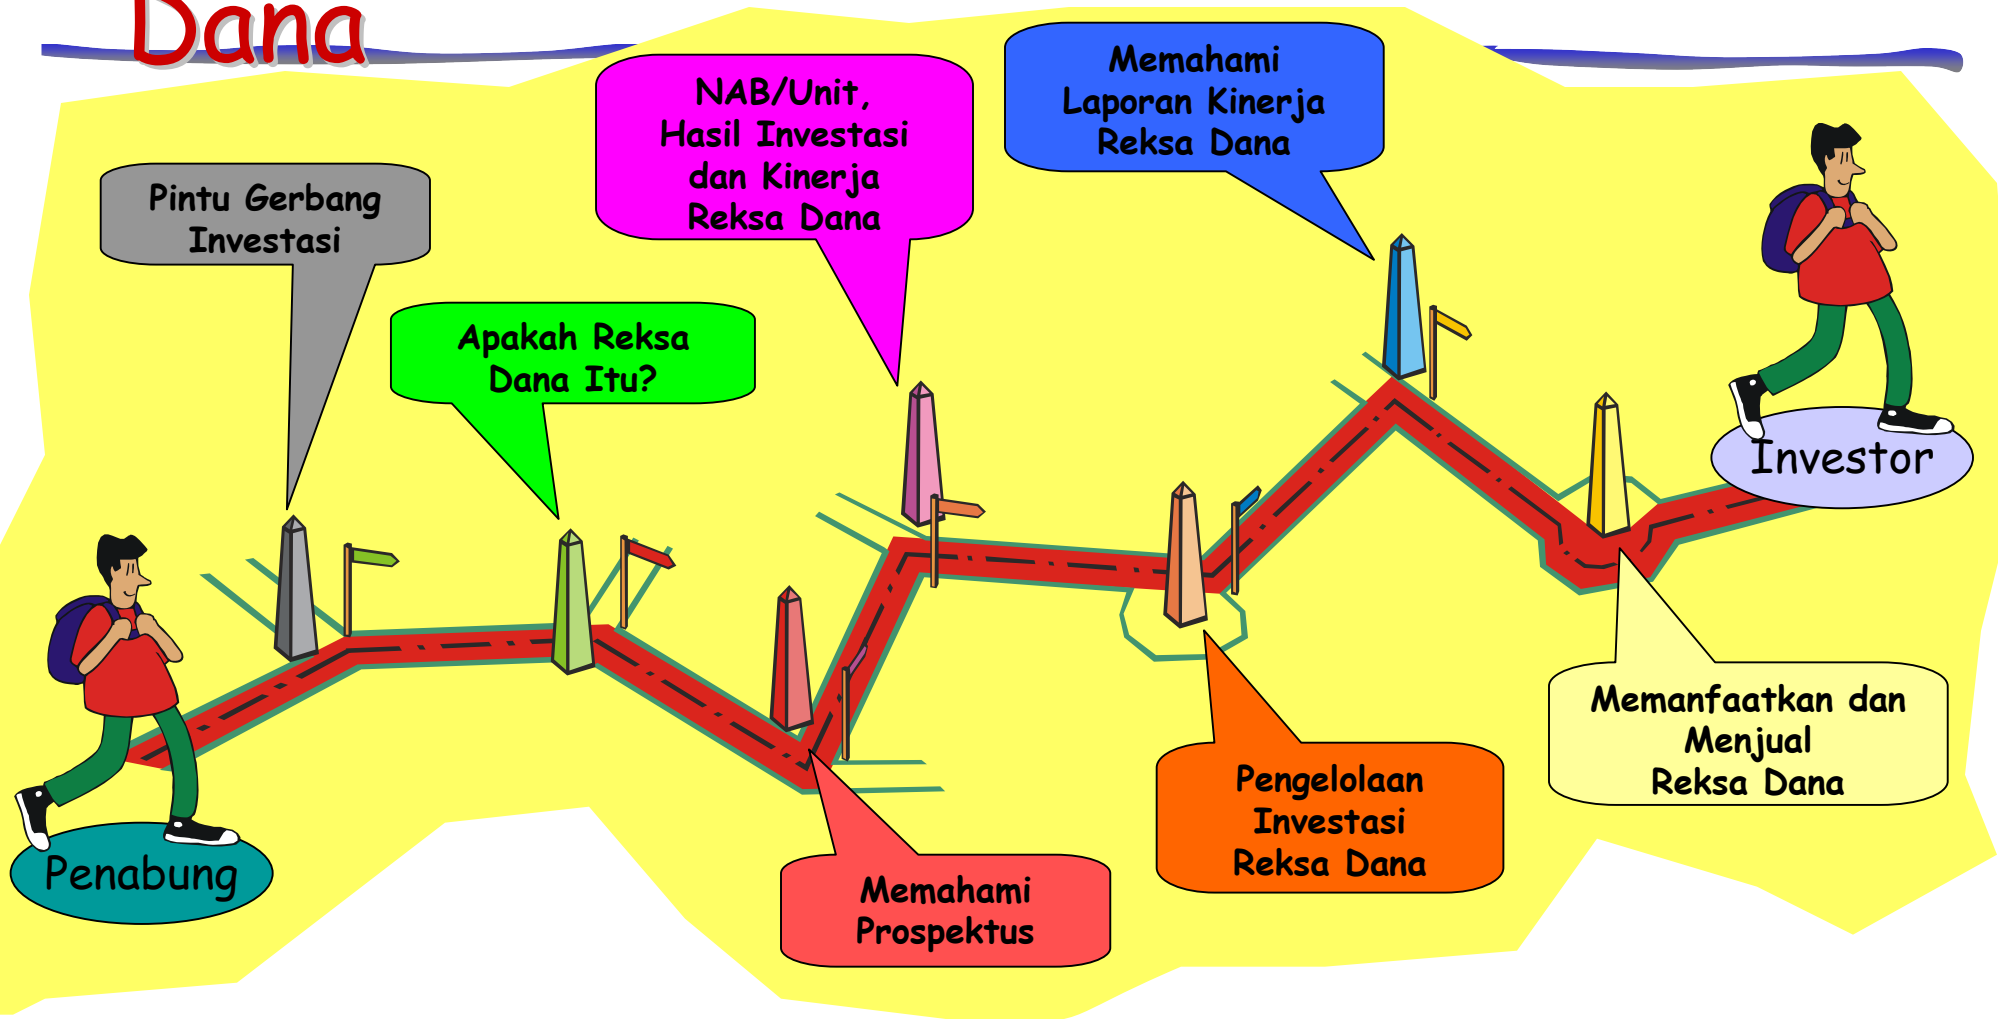 Dana
Memahami
Laporan Kinerja
Reksa Dana
NAB/Unit,
Hasil Investasi
dan Kinerja
Reksa Dana
Pintu Gerbang
Investasi
Apakah Reksa
Dana Itu?
Investor
Memanfaatkan dan
Menjual
Reksa Dana
Pengelolaan
Investasi
Reksa Dana
Penabung
Memahami
Prospektus